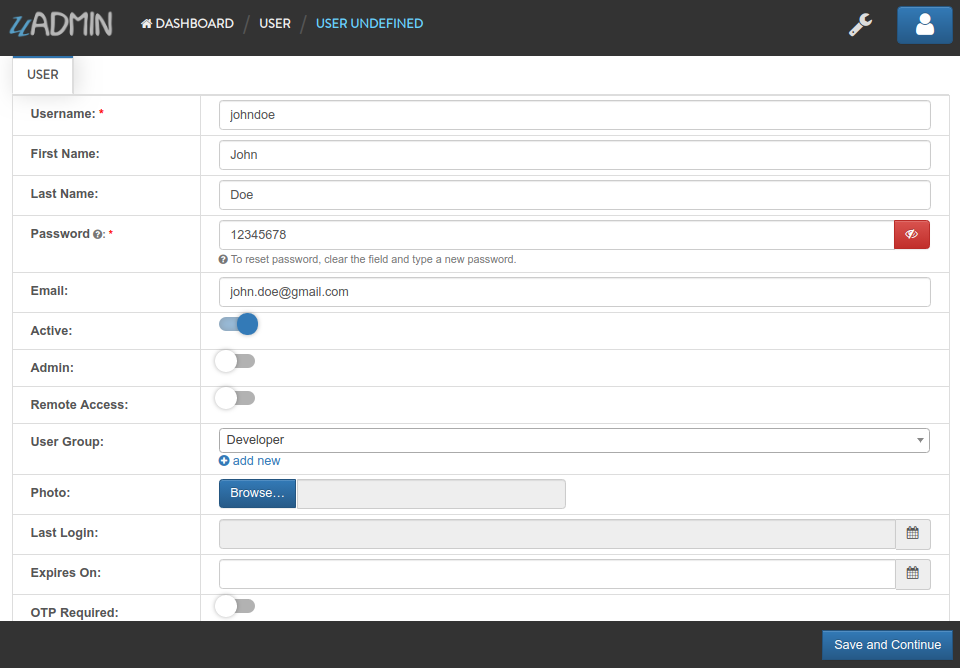 uADMIN DASHBOARD / USER / USER UNDEFINED
USER
Username: * johndoe
First Name: John
Last Name: Doe
Password : * 12345678
To reset password, clear the field and type a new password.
Email: john.doe@gmail.com
Active:
Admin:
Remote Access:
User Group: Developer
add new
Photo: Browse...
Last Login:
Expires On:
OTP Required:
Save and Continue